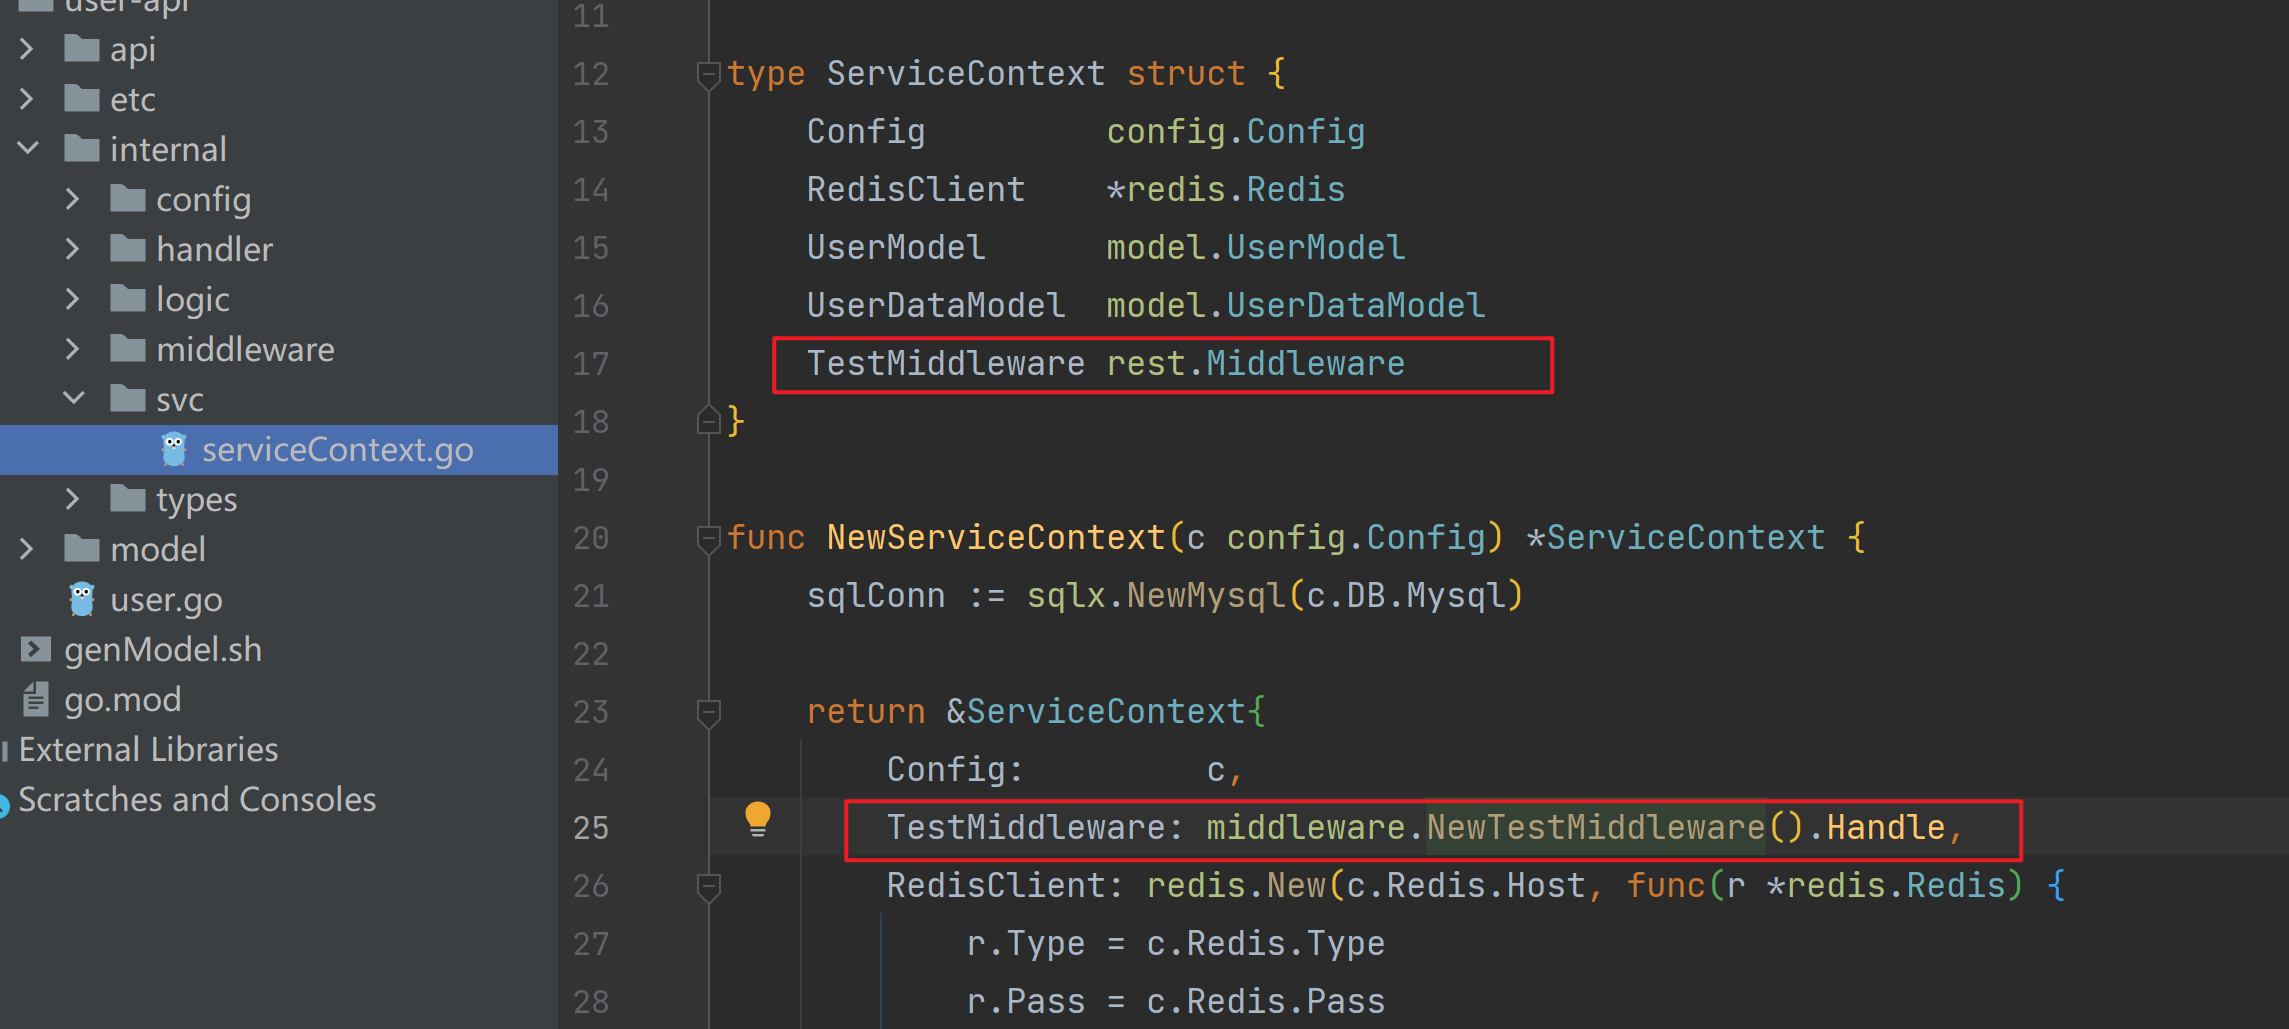 user-api
api
etc
internal
config
handler
logic
middleware
svc
serviceContext.go
types
model
user.go
genModel.sh
go.mod
External Libraries
Scratches and Consoles
11
12 type ServiceContext struct {
13 Config config.Config
14 RedisClient *redis.Redis
15 UserModel model.UserModel
16 UserDataModel model.UserDataModel
17 TestMiddleware rest.Middleware
18 }
19
20 func NewServiceContext(c config.Config) *ServiceContext {
21 sqlConn := sqlx.NewMysql(c.DB.Mysql)
22
23 return &ServiceContext{
24 Config: c,
25 TestMiddleware: middleware.NewTestMiddleware().Handle,
26 RedisClient: redis.New(c.Redis.Host, func(r *redis.Redis) {
27 r.Type = c.Redis.Type
28 r.Pass = c.Redis.Pass